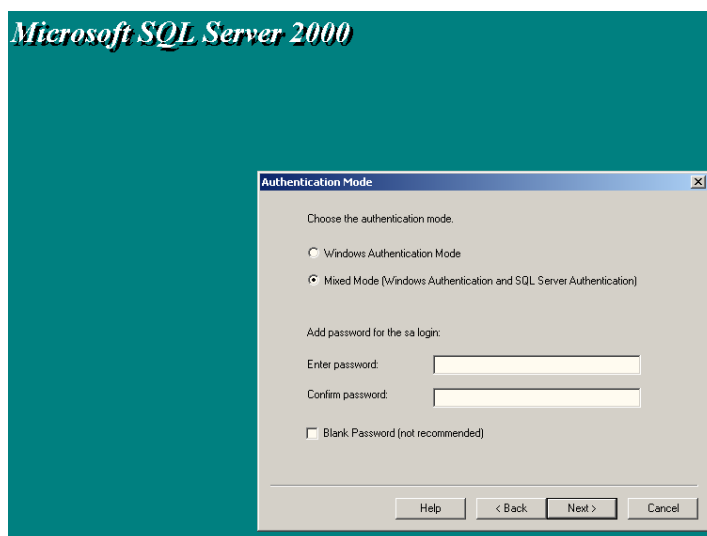 Microsoft SQL Server 2000
Authentication Mode
Choose the authentication mode.
Windows Authentication Mode
Mixed Mode (Windows Authentication and SQL Server Authentication)
Add password for the sa login:
Enter password:
Confirm password:
Blank Password (not recommended)
Help
< Back
Next >
Cancel